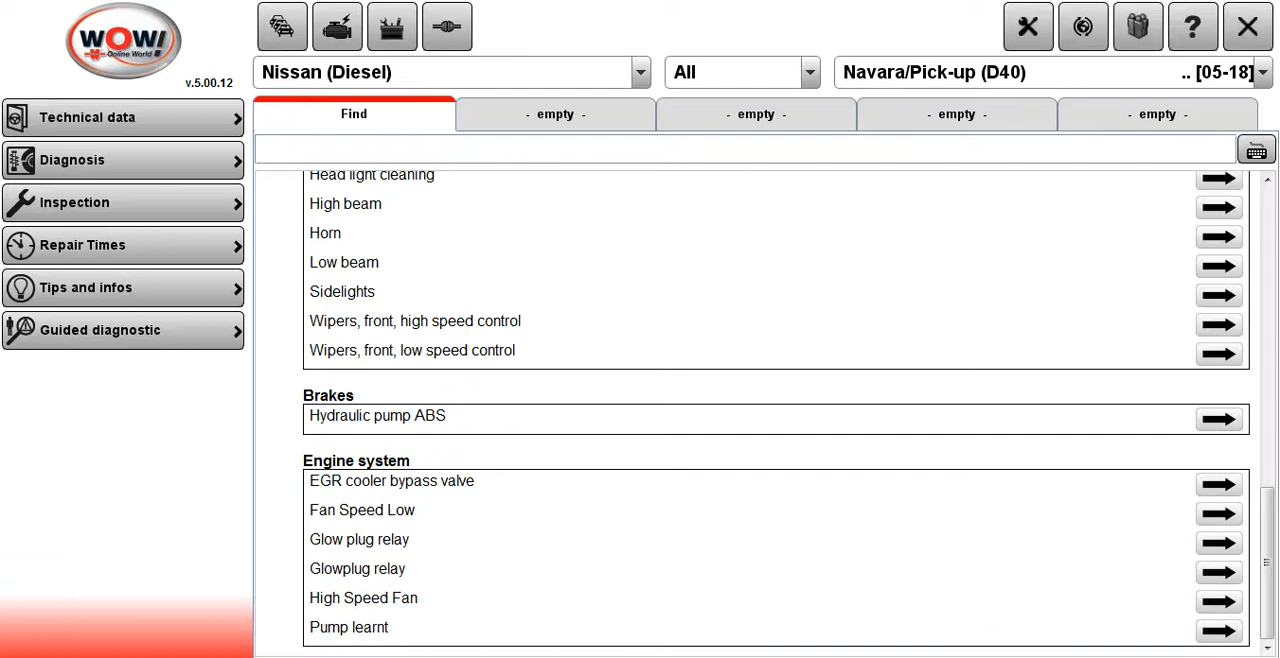 WOW!
Online World
v.5.00.12
Nissan (Diesel)
All
Navara/Pick-up (D40) .. [05-18]
Technical data
Diagnosis
Inspection
Repair Times
Tips and infos
Guided diagnostic
Find
- empty -
- empty -
- empty -
- empty -
Head light cleaning
High beam
Horn
Low beam
Sidelights
Wipers, front, high speed control
Wipers, front, low speed control
Brakes
Hydraulic pump ABS
Engine system
EGR cooler bypass valve
Fan Speed Low
Glow plug relay
Glowplug relay
High Speed Fan
Pump learnt